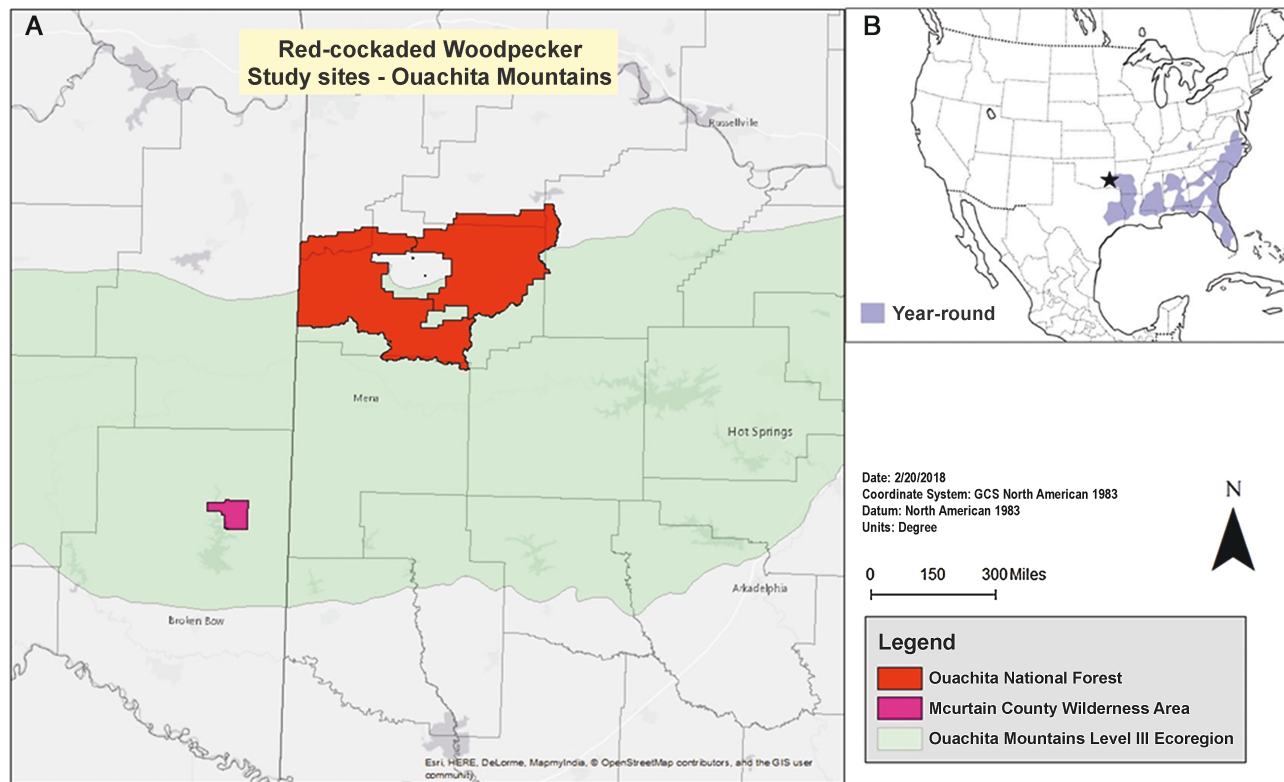 A
Red-cockaded Woodpecker
Study sites - Ouachita Mountains
Russellville
Mena
Hot Springs
Arkadelphia
Broken Bow
Esri, HERE, DeLorme, MapmyIndia, © OpenStreetMap contributors, and the GIS user
community
B
Year-round
Date: 2/20/2018
Coordinate System: GCS North American 1983
Datum: North American 1983
Units: Degree
N
0 150 300 Miles
Legend
Ouachita National Forest
Mcurtain County Wilderness Area
Ouachita Mountains Level III Ecoregion